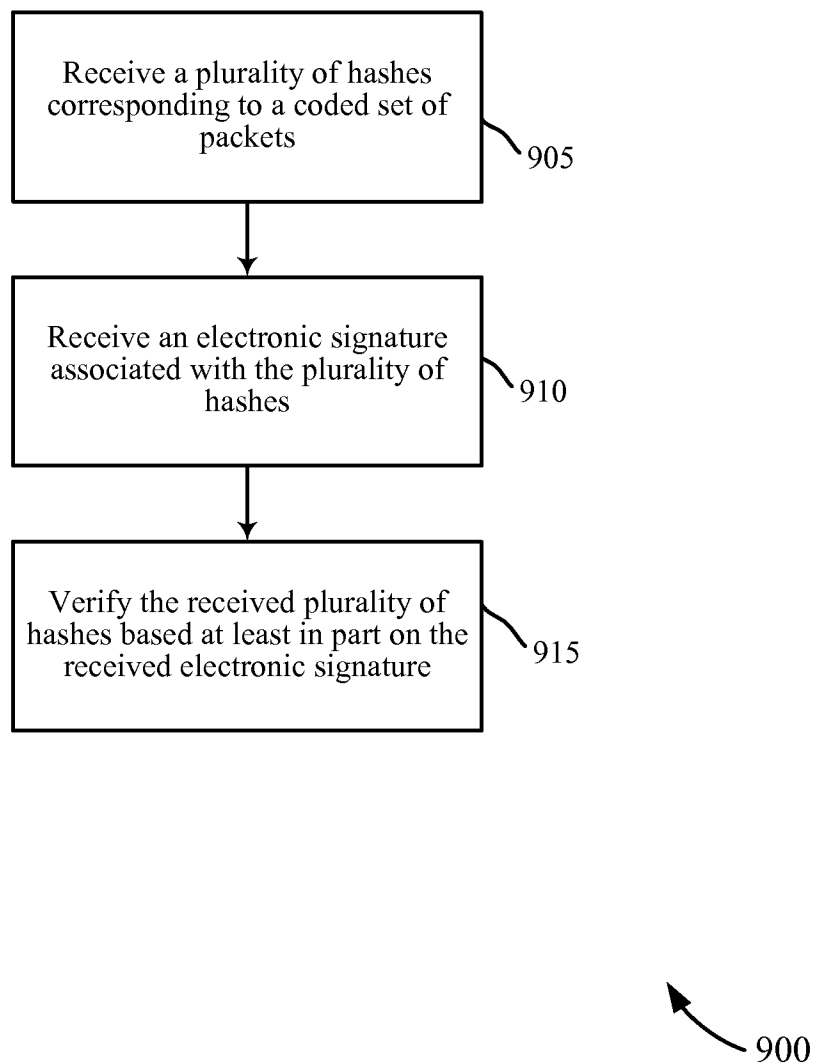 Receive a plurality of hashes
corresponding to a coded set of
packets
905
Receive an electronic signature
associated with the plurality of
hashes
910
Verify the received plurality of
hashes based at least in part on the
received electronic signature
915
900